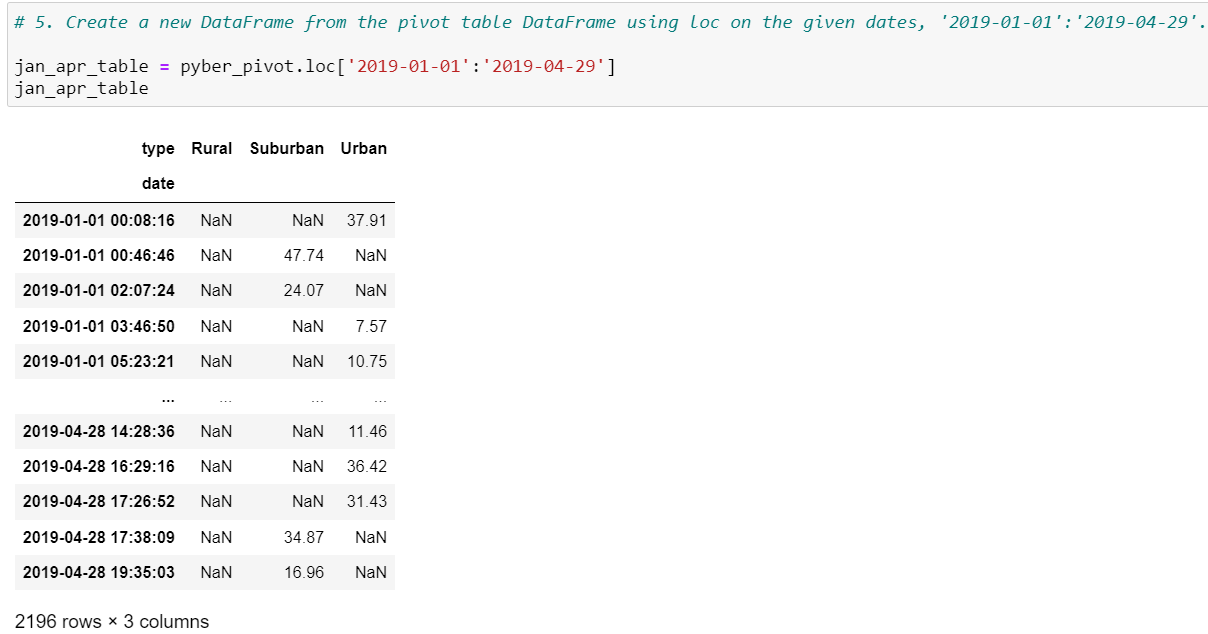 # 5. Create a new DataFrame from the pivot table DataFrame using loc on the given dates, '2019-01-01':'2019-04-29'.
jan_apr_table = pyber_pivot.loc['2019-01-01':'2019-04-29']
jan_apr_table
type Rural Suburban Urban
date
2019-01-01 00:08:16 NaN NaN 37.91
2019-01-01 00:46:46 NaN 47.74 NaN
2019-01-01 02:07:24 NaN 24.07 NaN
2019-01-01 03:46:50 NaN NaN 7.57
2019-01-01 05:23:21 NaN NaN 10.75
... ... ... ...
2019-04-28 14:28:36 NaN NaN 11.46
2019-04-28 16:29:16 NaN NaN 36.42
2019-04-28 17:26:52 NaN NaN 31.43
2019-04-28 17:38:09 NaN 34.87 NaN
2019-04-28 19:35:03 NaN 16.96 NaN
2196 rows × 3 columns